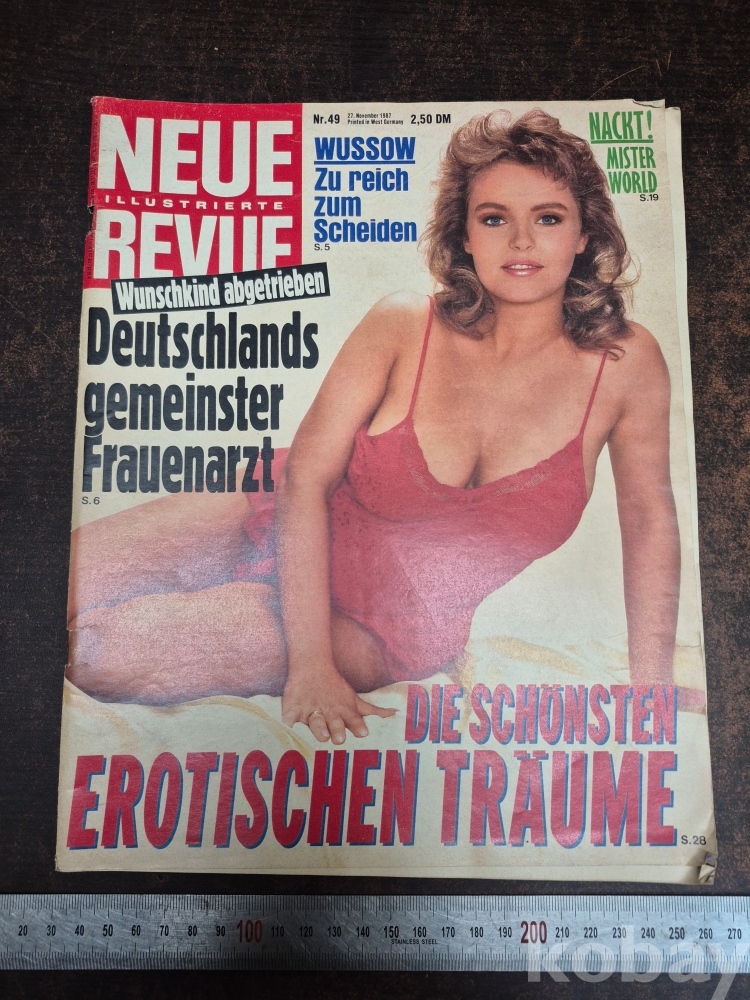 NEUE
ILLUSTRIERTE
REVUE
Nr.49
27. November 1987
Printed in West Germany
2,50 DM
WUSSOW
Zu reich
zum
Scheiden
S.5
NACKT!
MISTER
WORLD
S.19
Wunschkind abgetrieben
Deutschlands
gemeinster
Frauenarzt
S.6
DIE SCHÖNSTEN
EROTISCHEN TRÄUME
S.28
20 30 40 50 60 70 80 90 100 110 120 130 140 150 160 170 180 190 200 210 220 230 240 250 260 270
STAINLESS STEEL
kobay